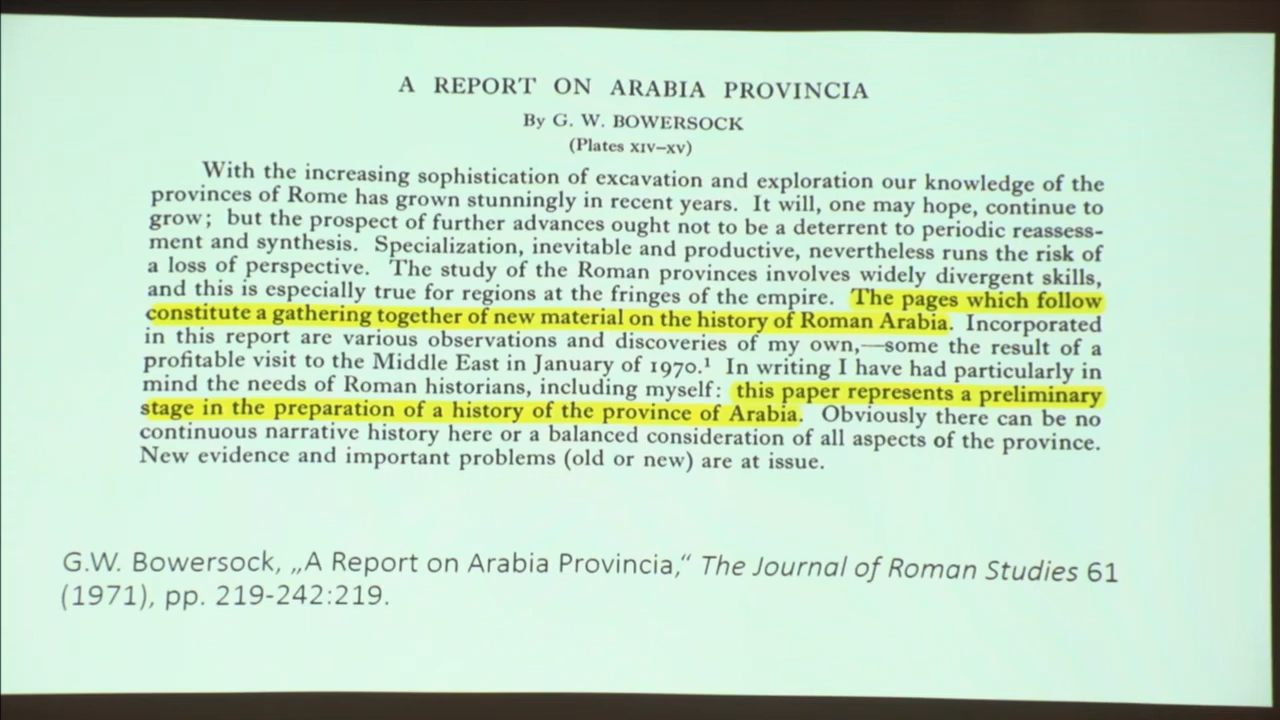 A REPORT ON ARABIA PROVINCIA
By G. W. BOWERSOCK
(Plates XIV–XV)
With the increasing sophistication of excavation and exploration our knowledge of the
provinces of Rome has grown stunningly in recent years. It will, one may hope, continue to
grow; but the prospect of further advances ought not to be a deterrent to periodic reassess-
ment and synthesis. Specialization, inevitable and productive, nevertheless runs the risk of
a loss of perspective. The study of the Roman provinces involves widely divergent skills,
and this is especially true for regions at the fringes of the empire. The pages which follow
constitute a gathering together of new material on the history of Roman Arabia. Incorporated
in this report are various observations and discoveries of my own,—some the result of a
profitable visit to the Middle East in January of 1970.¹ In writing I have had particularly in
mind the needs of Roman historians, including myself: this paper represents a preliminary
stage in the preparation of a history of the province of Arabia. Obviously there can be no
continuous narrative history here or a balanced consideration of all aspects of the province.
New evidence and important problems (old or new) are at issue.
G.W. Bowersock, „A Report on Arabia Provincia,“ The Journal of Roman Studies 61
(1971), pp. 219-242:219.